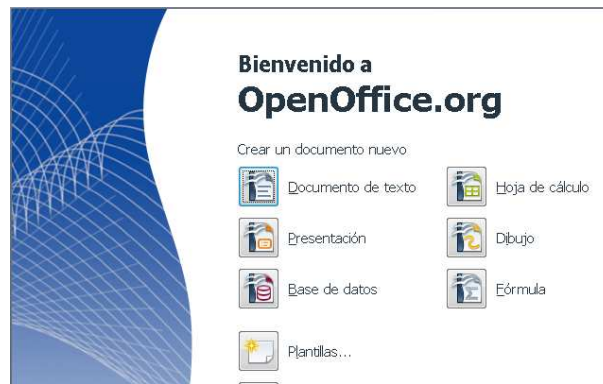 Bienvenido a
OpenOffice.org
Crear un documento nuevo
Documento de texto
Hoja de cálculo
Presentación
Dibujo
Base de datos
Fórmula
Plantillas...